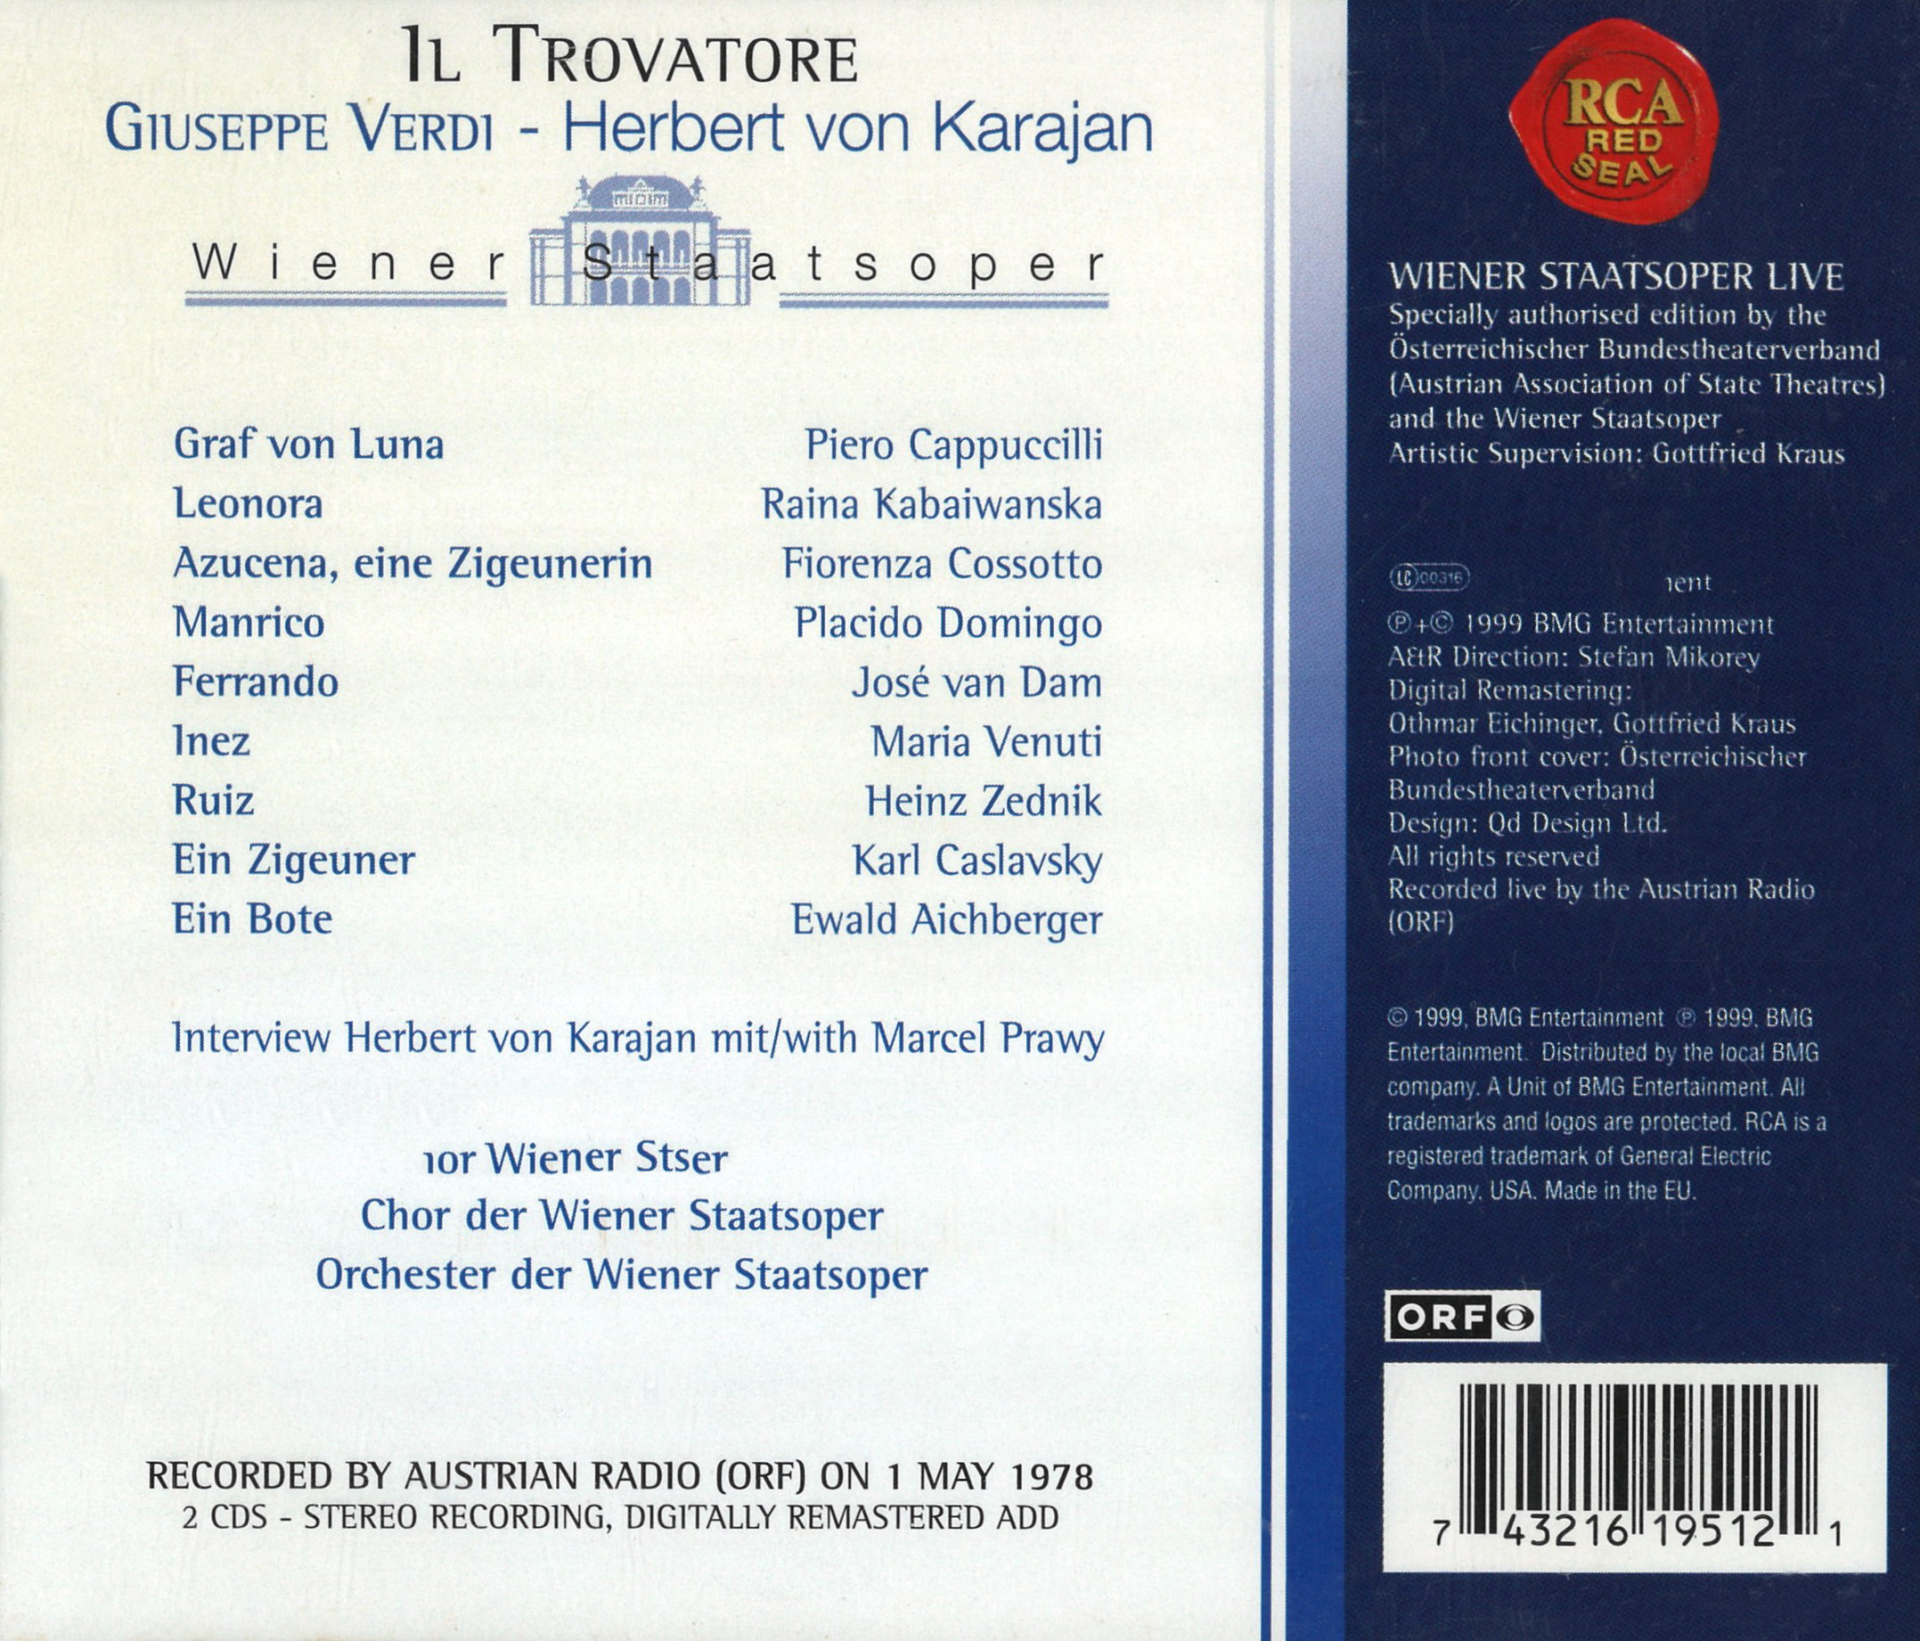 IL TROVATORE
GIUSEPPE VERDI - Herbert von Karajan
Wiener Staatsoper
Graf von Luna Piero Cappuccilli
Leonora Raina Kabaiwanska
Azucena, eine Zigeunerin Fiorenza Cossotto
Manrico Placido Domingo
Ferrando José van Dam
Inez Maria Venuti
Ruiz Heinz Zednik
Ein Zigeuner Karl Caslavsky
Ein Bote Ewald Aichberger
Interview Herbert von Karajan mit/with Marcel Prawy
ıor Wiener Stser
Chor der Wiener Staatsoper
Orchester der Wiener Staatsoper
RECORDED BY AUSTRIAN RADIO (ORF) ON 1 MAY 1978
2 CDS - STEREO RECORDING, DIGITALLY REMASTERED ADD
RCA
RED
SEAL
WIENER STAATSOPER LIVE
Specially authorised edition by the
Österreichischer Bundestheaterverband
(Austrian Association of State Theatres)
and the Wiener Staatsoper
Artistic Supervision: Gottfried Kraus
LC 00316
ıent
℗+© 1999 BMG Entertainment
A&R Direction: Stefan Mikorey
Digital Remastering:
Othmar Eichinger, Gottfried Kraus
Photo front cover: Österreichischer
Bundestheaterverband
Design: Qd Design Ltd.
All rights reserved
Recorded live by the Austrian Radio
(ORF)
© 1999, BMG Entertainment ℗ 1999, BMG
Entertainment. Distributed by the local BMG
company. A Unit of BMG Entertainment. All
trademarks and logos are protected. RCA is a
registered trademark of General Electric
Company, USA. Made in the EU.
ORF
7 43216 19512 1